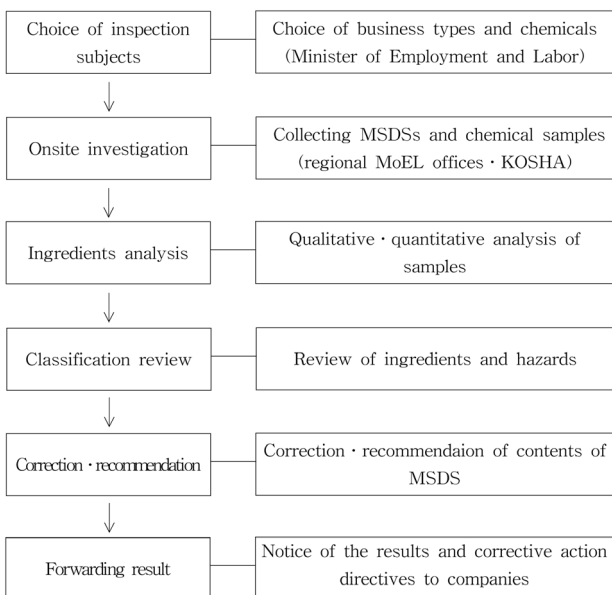 Choice of inspection
subjects
Choice of business types and chemicals
(Minister of Employment and Labor)
Onsite investigation
Collecting MSDSs and chemical samples
(regional MoEL offices · KOSHA)
Ingredients analysis
Qualitative · quantitative analysis of
samples
Classification review
Review of ingredients and hazards
Correction · recommendation
Correction · recommendaion of contents of
MSDS
Forwarding result
Notice of the results and corrective action
directives to companies